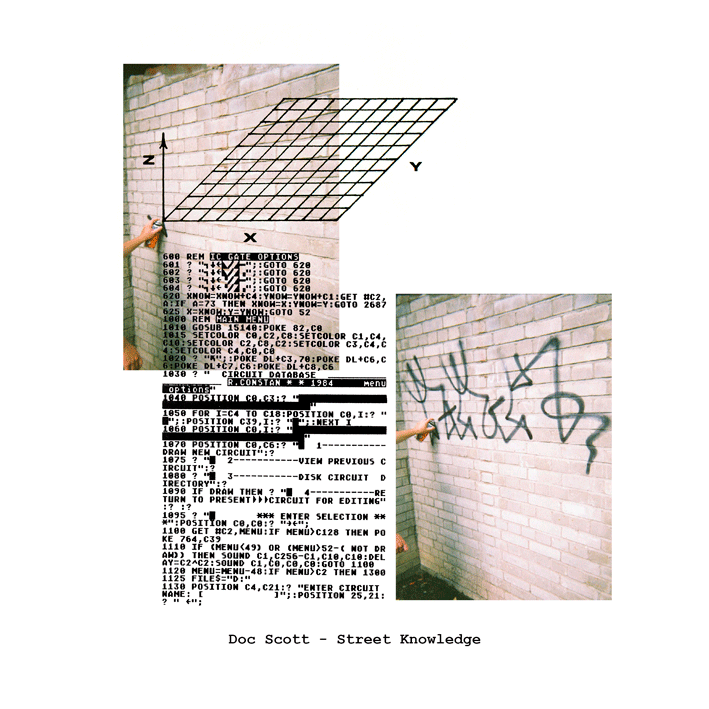 Z
Y
X
600 REM IC GATE OPTIONS
:GOTO 620
602 ? :GOTO 620
603 ? :GOTO 620
604 ? :GOTO 620
620 XNOW=XNOW+C4:YNOW=YNOW+C1:GET #C2,
A:IF A=73 THEN XNOW=X:YNOW=Y:GOTO 2687
625 X=XNOW:Y=YNOW:GOTO 52
1000 REM MAIN MENU
1010 GOSUB 15140:POKE 82,C0
1015 SETCOLOR C0,C2,C8:SETCOLOR C1,C4,
C10:SETCOLOR C2,C8,C2:SETCOLOR C3,C4,C
4:SETCOLOR C4,C0,C0
1020 ? :POKE DL+C3,70:POKE DL+C6,C
6:POKE DL+C7,C6:POKE DL+C8,C6
1030 ? " CIRCUIT DATABASE
R.CONSTAN * * 1984 menu
options"
1040 POSITION C0,C3:? "
"
1050 FOR I=C4 TO C18:POSITION C0,I:? "
":POSITION C39,I:? "":NEXT I
1060 POSITION C0,I:? "
"
1070 POSITION C0,C6:? " 1-----------
DRAW NEW CIRCUIT":?
1075 ? " 2-----------VIEW PREVIOUS C
IRCUIT":?
1080 ? " 3-----------DISK CIRCUIT D
IRECTORY":?
1090 IF DRAW THEN ? " 4-----------RE
TURN TO PRESENT CIRCUIT FOR EDITING"
:? :?
1095 ? " *** ENTER SELECTION **
*":POSITION C0,C0:? ;
1100 GET #C2,MENU:IF MENU>C128 THEN PO
KE 764,C39
1110 IF (MENU<49) OR (MENU>52-( NOT DR
AW)) THEN SOUND C1,C256-C1,C10,C10:DEL
AY=C2^C2:SOUND C1,C0,C0,C0:GOTO 1100
1120 MENU=MENU-48:IF MENU>C2 THEN 1300
1125 FILE$="D:"
1130 POSITION C4,C21:? "ENTER CIRCUIT
NAME: [ ]";:POSITION 25,21:
? " ←";
Doc Scott - Street Knowledge